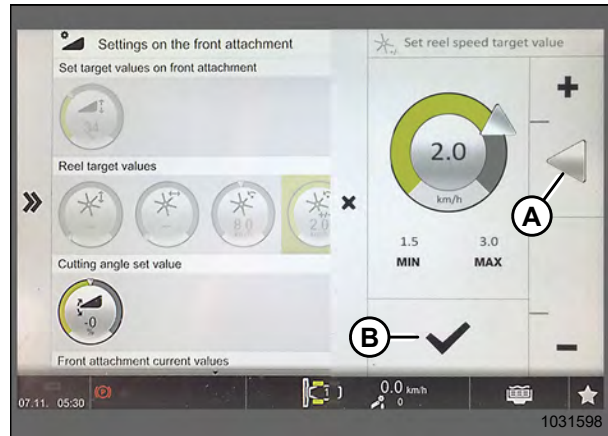 Settings on the front attachment
Set target values on front attachment
34
Reel target values
8.0
2.0
+/-
Cutting angle set value
-0
%
Front attachment current values
Set reel speed target value
2.0
km/h
1.5
MIN
3.0
MAX
+
−
A
B
07.11. 05:30
(P)
1
0.0 km/h
0
1031598